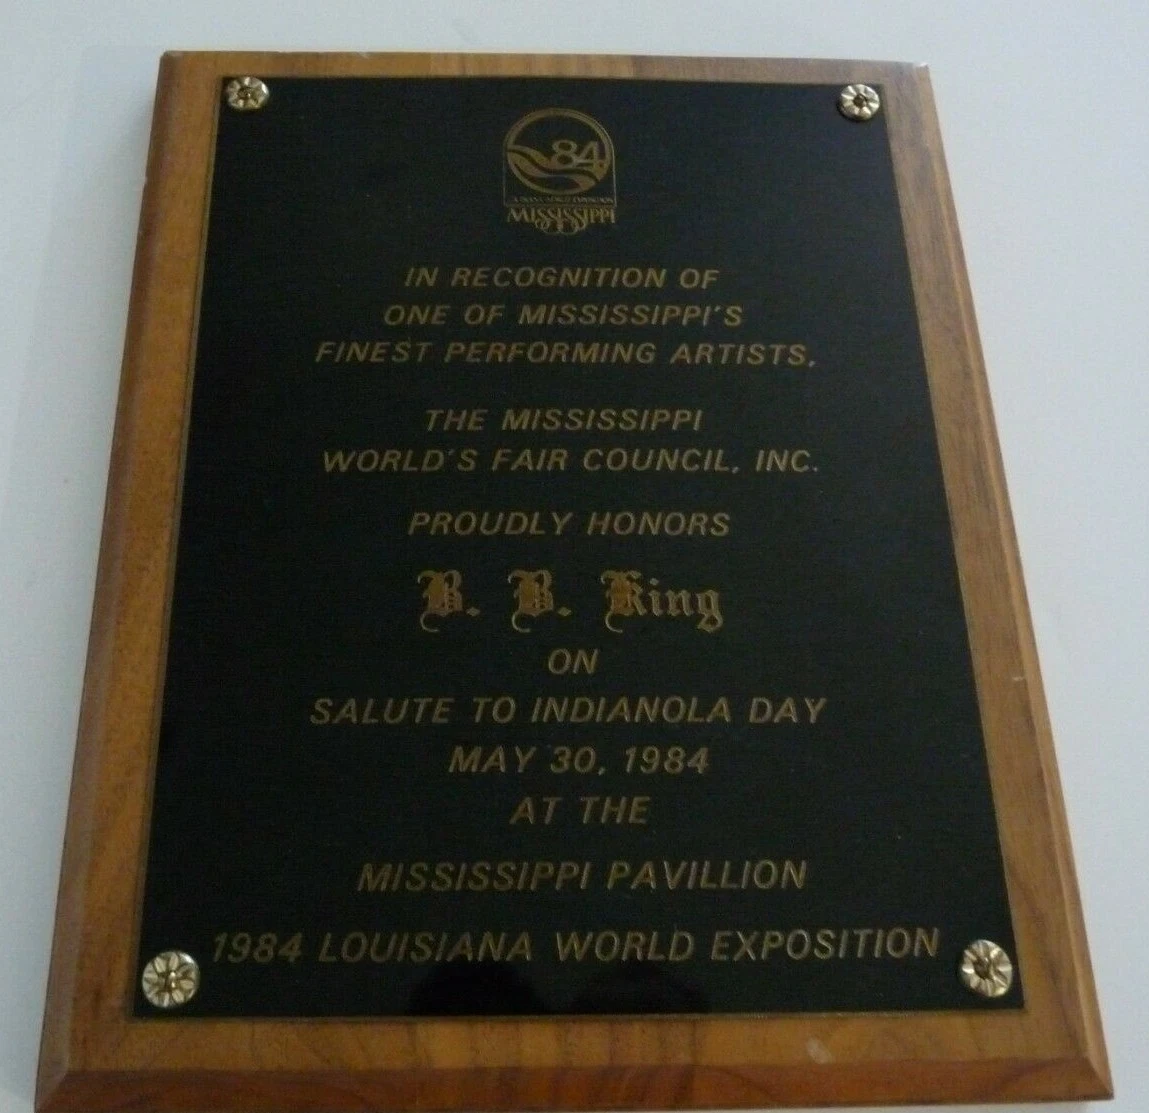 84
MISSISSIPPI
IN RECOGNITION OF
ONE OF MISSISSIPPI'S
FINEST PERFORMING ARTISTS,
THE MISSISSIPPI
WORLD'S FAIR COUNCIL, INC.
PROUDLY HONORS
B. B. King
ON
SALUTE TO INDIANOLA DAY
MAY 30, 1984
AT THE
MISSISSIPPI PAVILLION
1984 LOUISIANA WORLD EXPOSITION